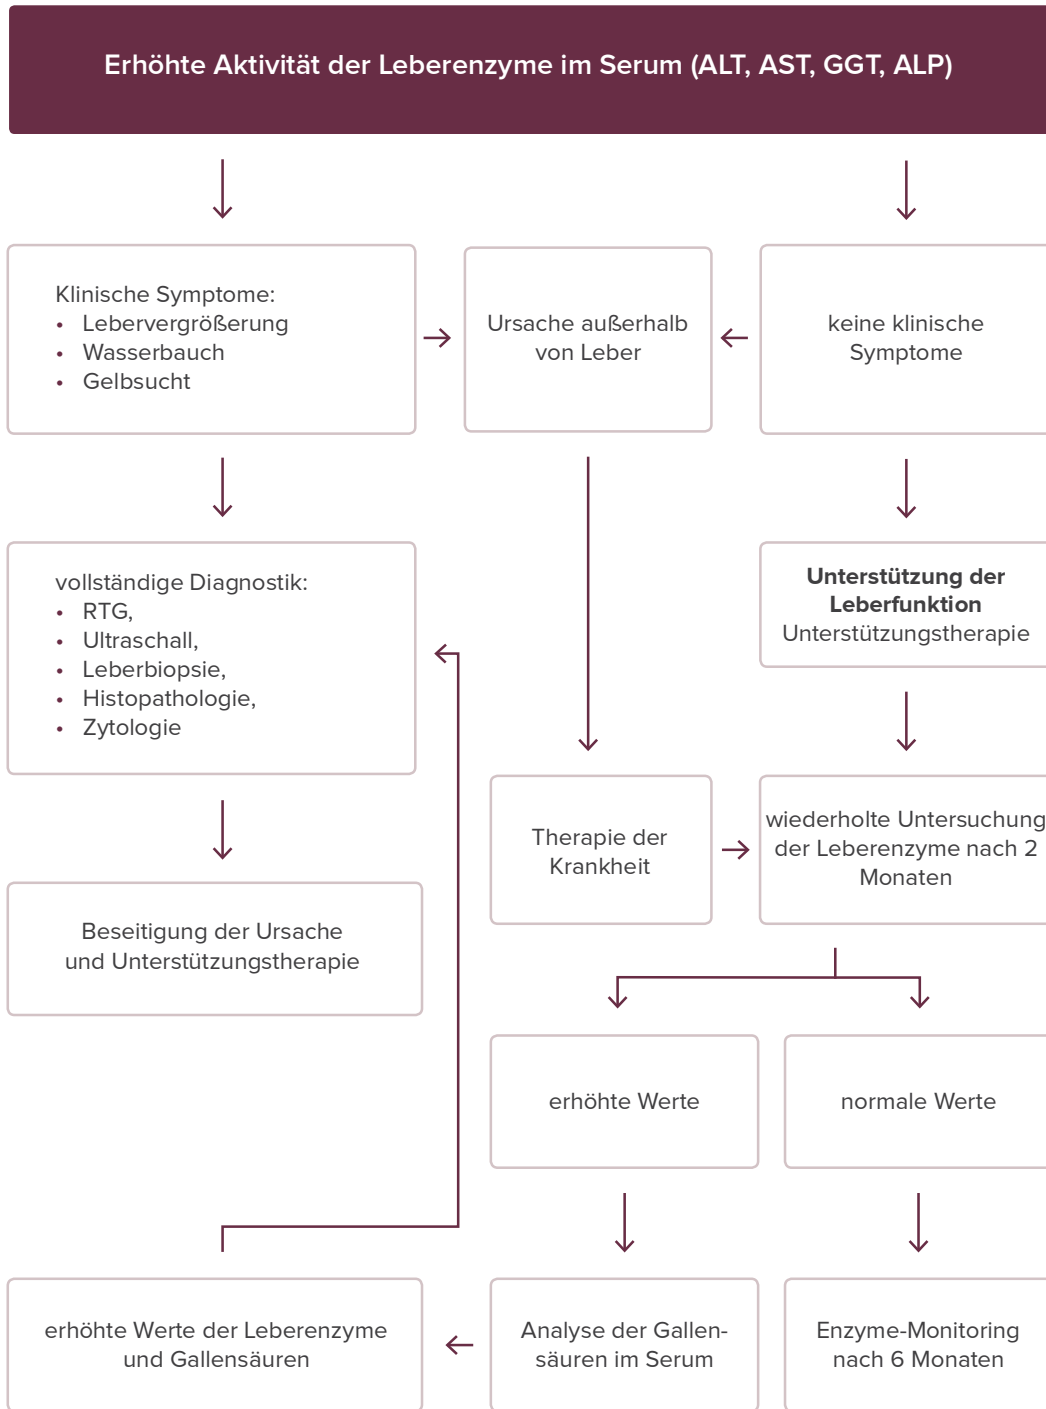 Erhöhte Aktivität der Leberenzyme im Serum (ALT, AST, GGT, ALP)
Klinische Symptome:
• Lebervergrößerung
• Wasserbauch
• Gelbsucht
Ursache außerhalb
von Leber
keine klinische
Symptome
vollständige Diagnostik:
• RTG,
• Ultraschall,
• Leberbiopsie,
• Histopathologie,
• Zytologie
Unterstützung der
Leberfunktion
Unterstützungstherapie
Therapie der
Krankheit
wiederholte Untersuchung
der Leberenzyme nach 2
Monaten
Beseitigung der Ursache
und Unterstützungstherapie
erhöhte Werte
normale Werte
erhöhte Werte der Leberenzyme
und Gallensäuren
Analyse der Gallen-
säuren im Serum
Enzyme-Monitoring
nach 6 Monaten